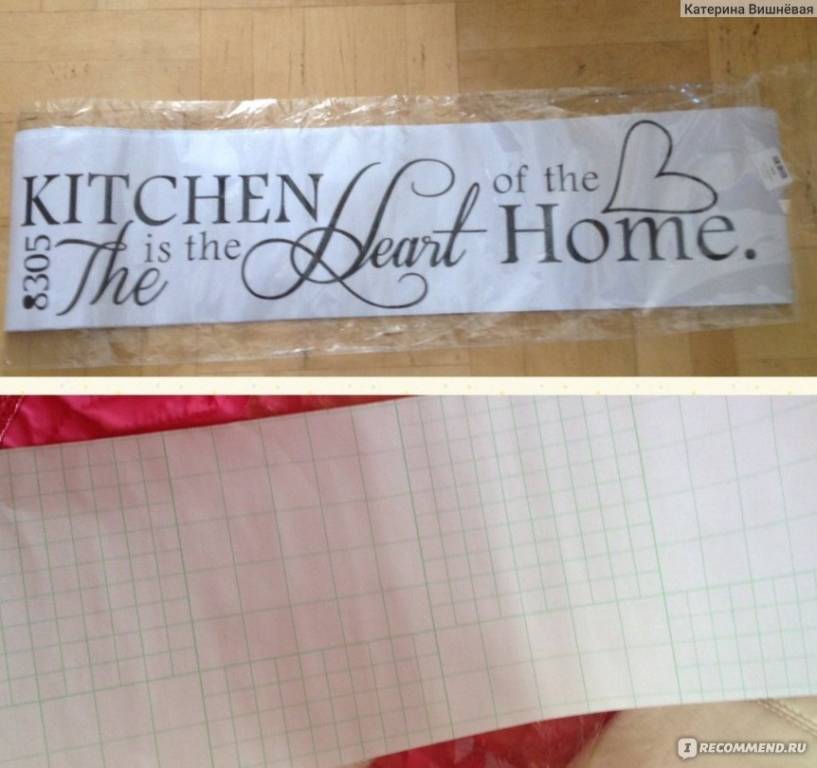 Катерина Вишнёвая
KITCHEN
of the
is the
Heart
Home.
The
8305
I RECOMMEND.RU